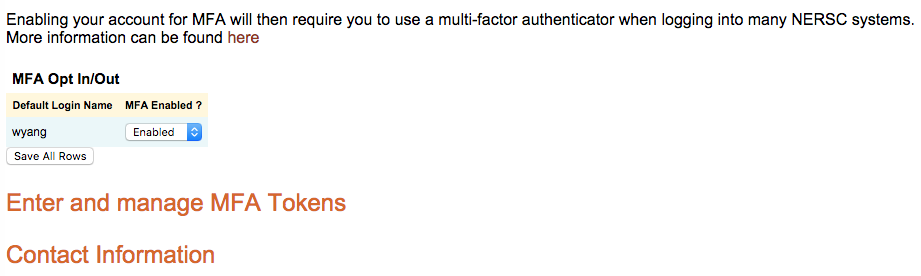 Enabling your account for MFA will then require you to use a multi-factor authenticator when logging into many NERSC systems.
More information can be found here
MFA Opt In/Out
Default Login Name MFA Enabled ?
wyang Enabled
Save All Rows
Enter and manage MFA Tokens
Contact Information